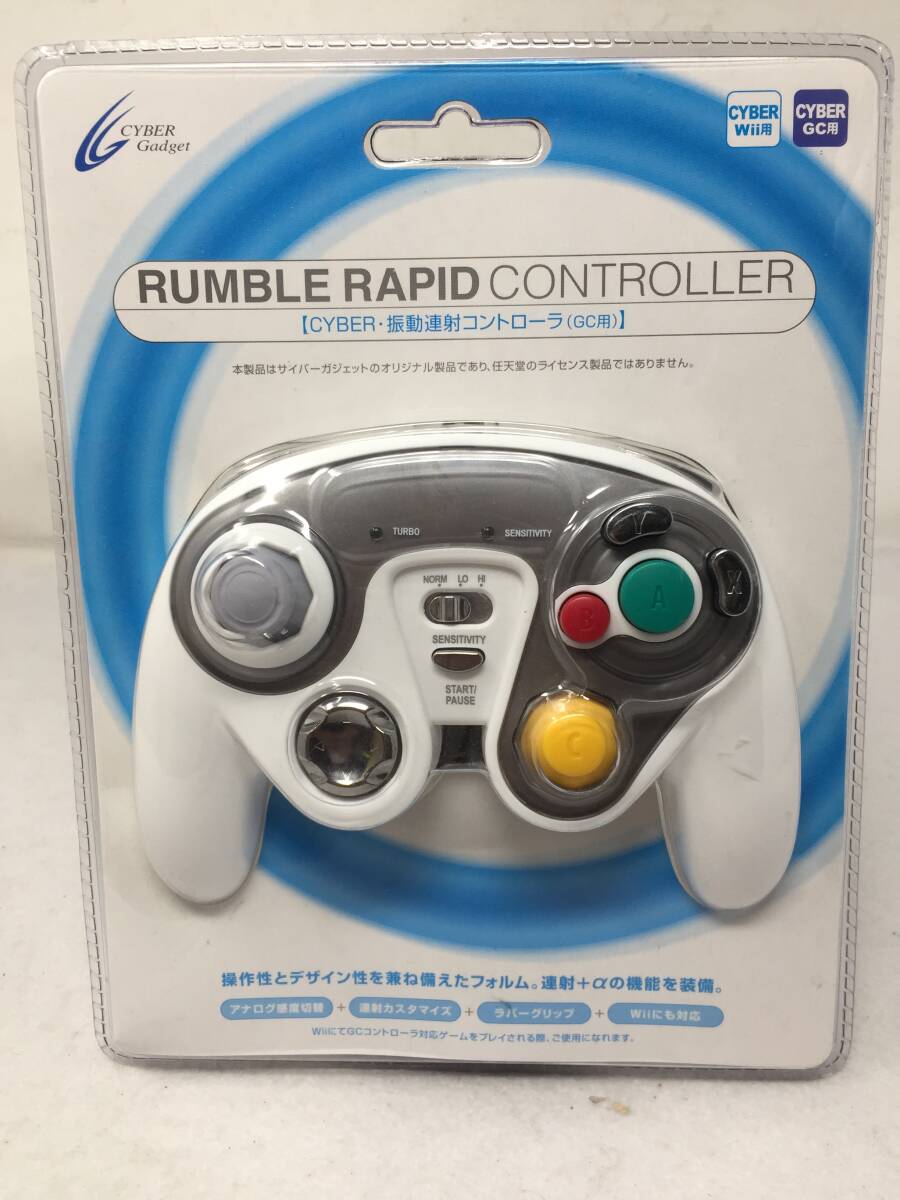 CYBER
Gadget
CYBER
Wii用
CYBER
GC用
RUMBLE RAPID CONTROLLER
【CYBER・振動連射コントローラ(GC用)】
本製品はサイバーガジェットのオリジナル製品であり、任天堂のライセンス製品ではありません。
TURBO
SENSITIVITY
Y
X
A
B
NORM LO HI
SENSITIVITY
START/
PAUSE
C
操作性とデザイン性を兼ね備えたフォルム。連射+αの機能を装備。
アナログ感度切替 + 連射カスタマイズ + ラバーグリップ + Wiiにも対応
WiiにてGCコントローラ対応ゲームをプレイされる際、ご使用になれます。